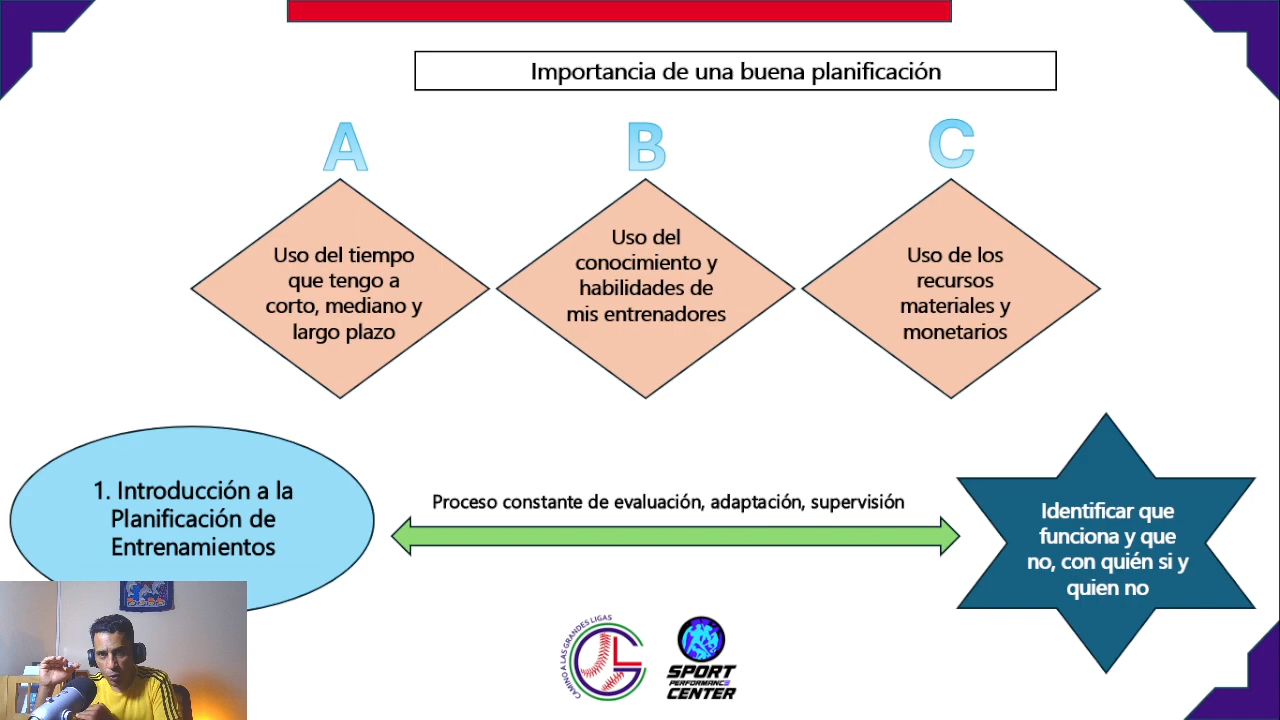 Importancia de una buena planificación
A
B
C
Uso del tiempo
que tengo a
corto, mediano y
largo plazo
Uso del
conocimiento y
habilidades de
mis entrenadores
Uso de los
recursos
materiales y
monetarios
1. Introducción a la
Planificación de
Entrenamientos
Proceso constante de evaluación, adaptación, supervisión
Identificar que
funciona y que
no, con quién si y
quien no
CAMINO A LAS GRANDES LIGAS
GL
SPORT
PERFORMANCE
CENTER